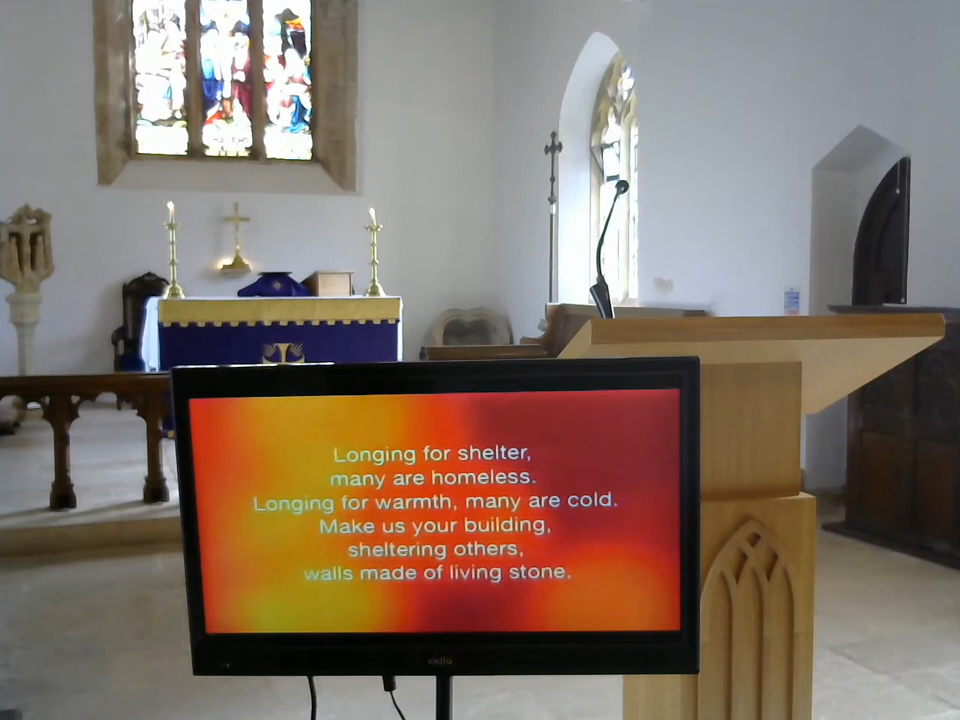 Longing for shelter,
many are homeless.
Longing for warmth, many are cold.
Make us your building,
sheltering others,
walls made of living stone.
cello